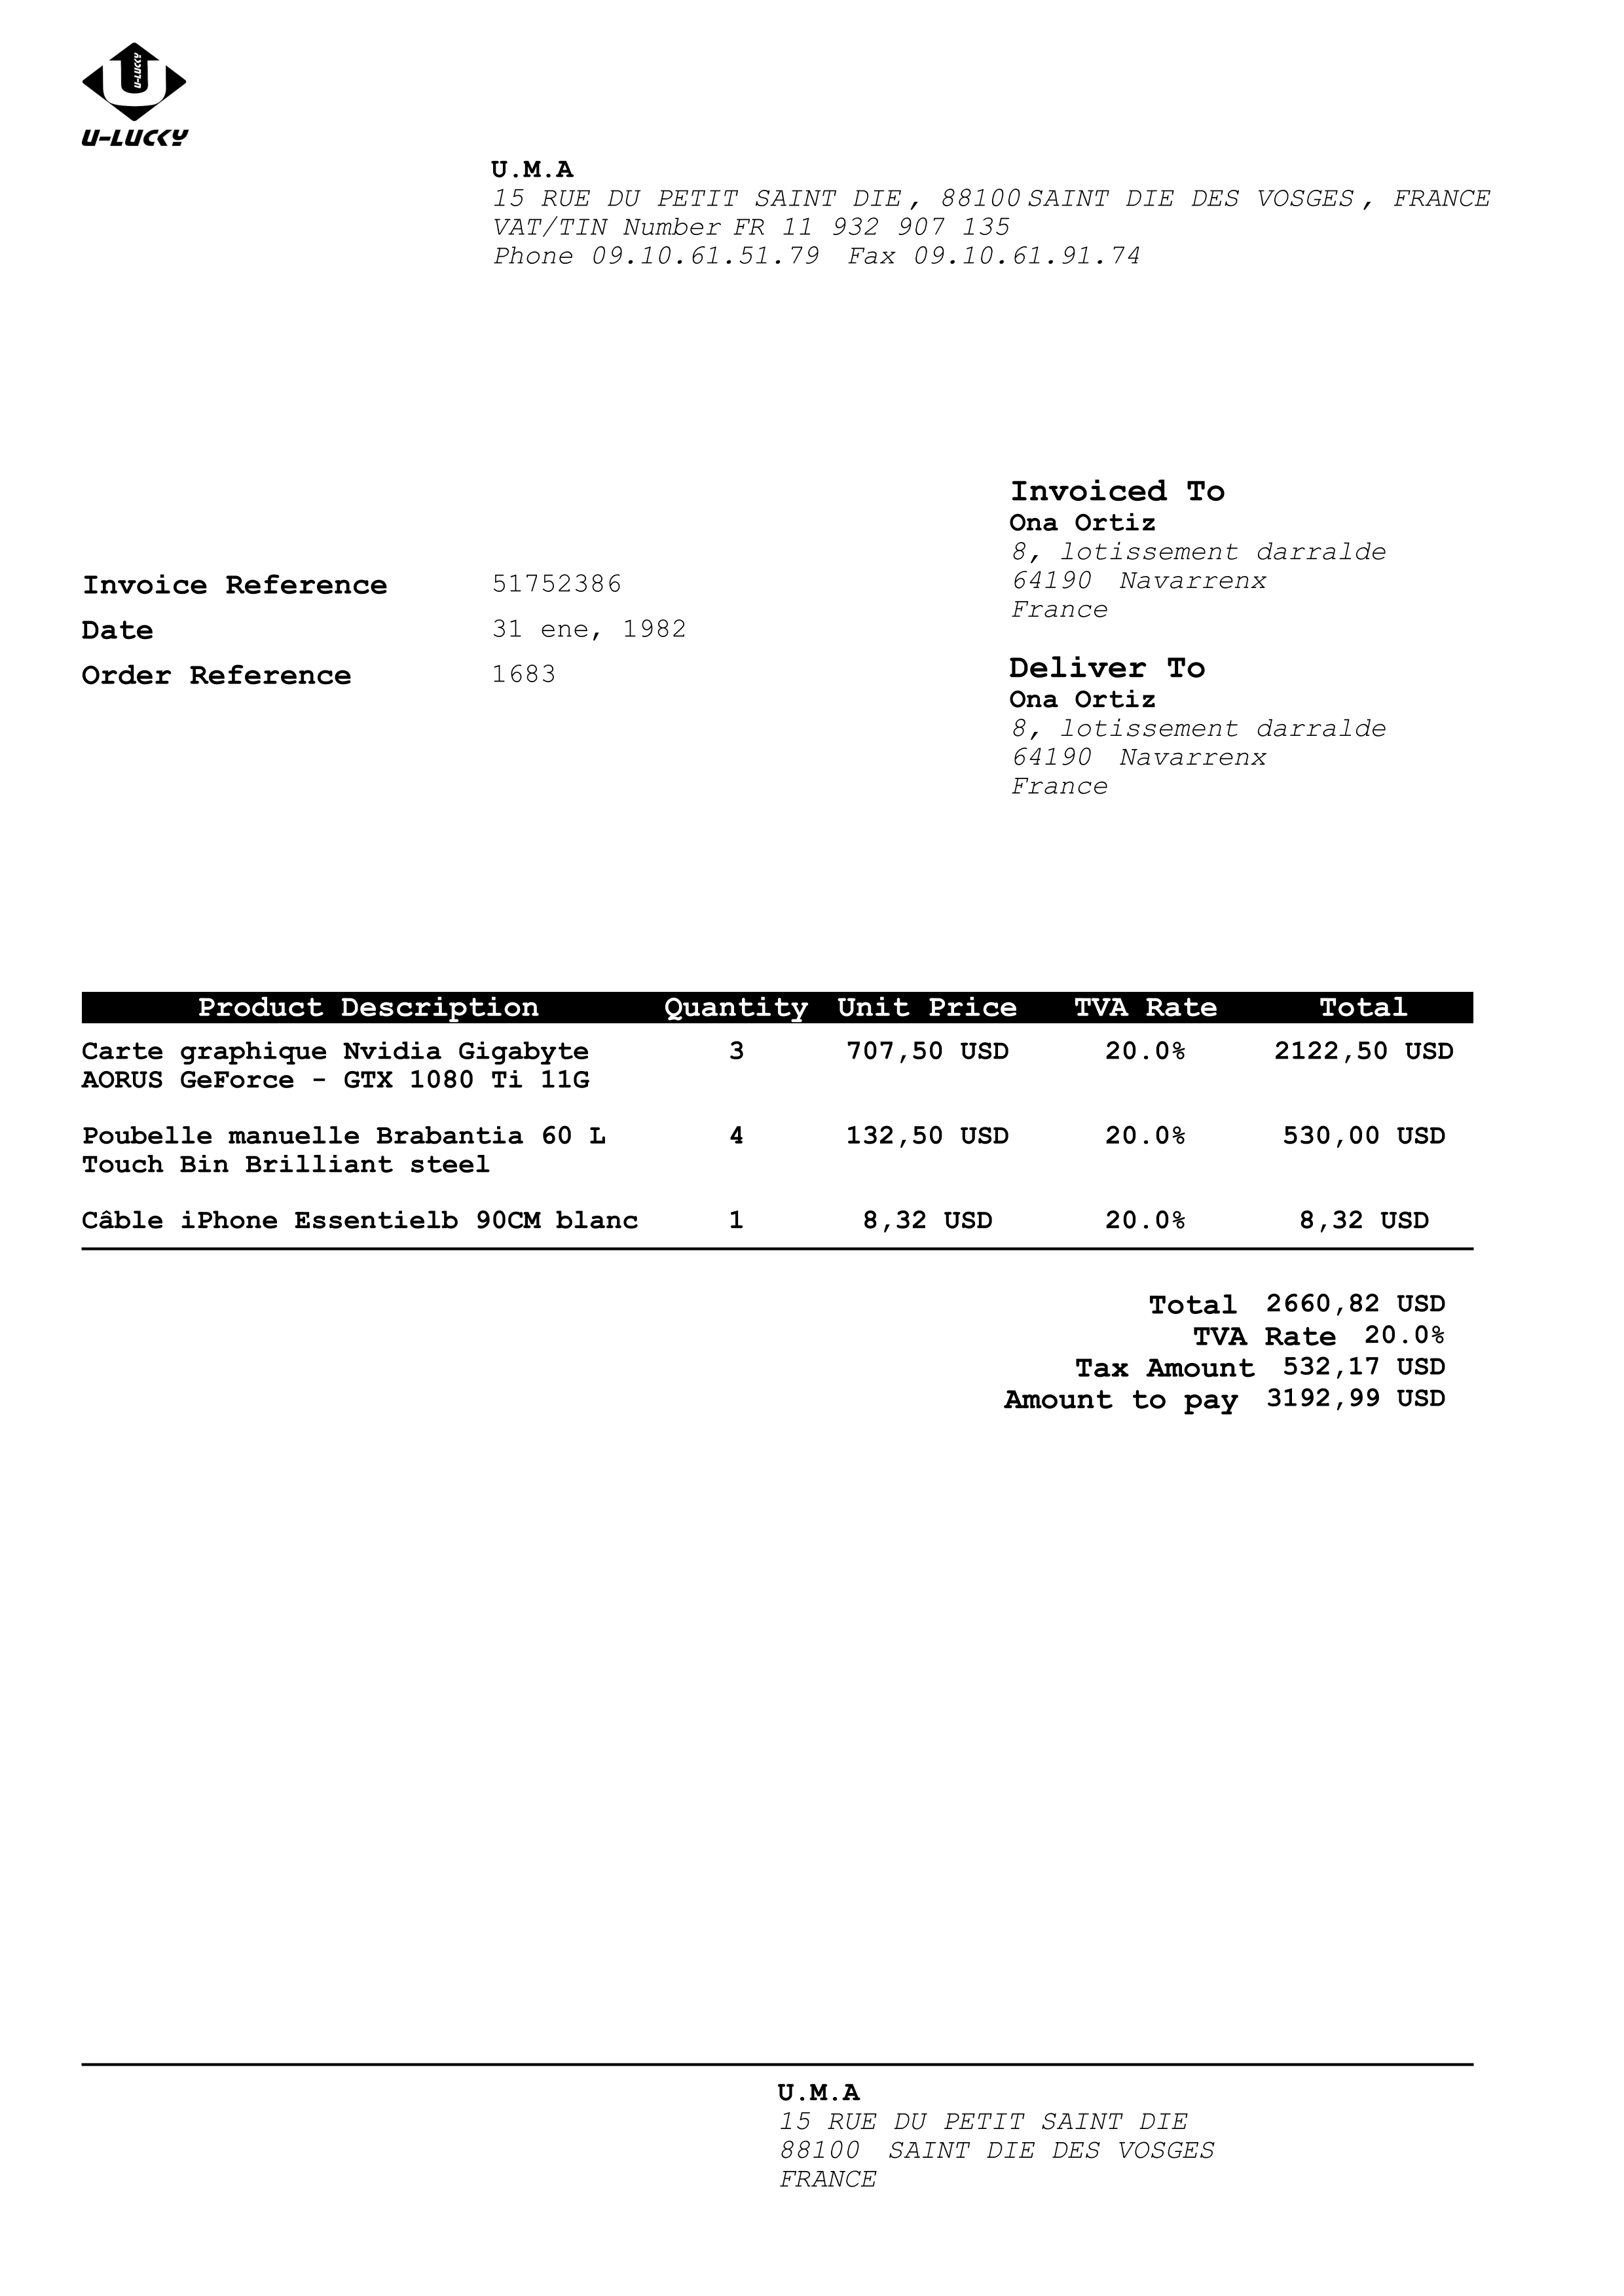 U-LUCKY
U-LUCKY
U.M.A
15 RUE DU PETIT SAINT DIE, 88100 SAINT DIE DES VOSGES, FRANCE
VAT/TIN Number FR 11 932 907 135
Phone 09.10.61.51.79 Fax 09.10.61.91.74
Invoiced To
Ona Ortiz
8, lotissement darralde
64190 Navarrenx
France
Invoice Reference 51752386
Date 31 ene, 1982
Order Reference 1683
Deliver To
Ona Ortiz
8, lotissement darralde
64190 Navarrenx
France
Product Description Quantity Unit Price TVA Rate Total
Carte graphique Nvidia Gigabyte 3 707,50 USD 20.0% 2122,50 USD
AORUS GeForce - GTX 1080 Ti 11G
Poubelle manuelle Brabantia 60 L 4 132,50 USD 20.0% 530,00 USD
Touch Bin Brilliant steel
Câble iPhone Essentielb 90CM blanc 1 8,32 USD 20.0% 8,32 USD
Total 2660,82 USD
TVA Rate 20.0%
Tax Amount 532,17 USD
Amount to pay 3192,99 USD
U.M.A
15 RUE DU PETIT SAINT DIE
88100 SAINT DIE DES VOSGES
FRANCE